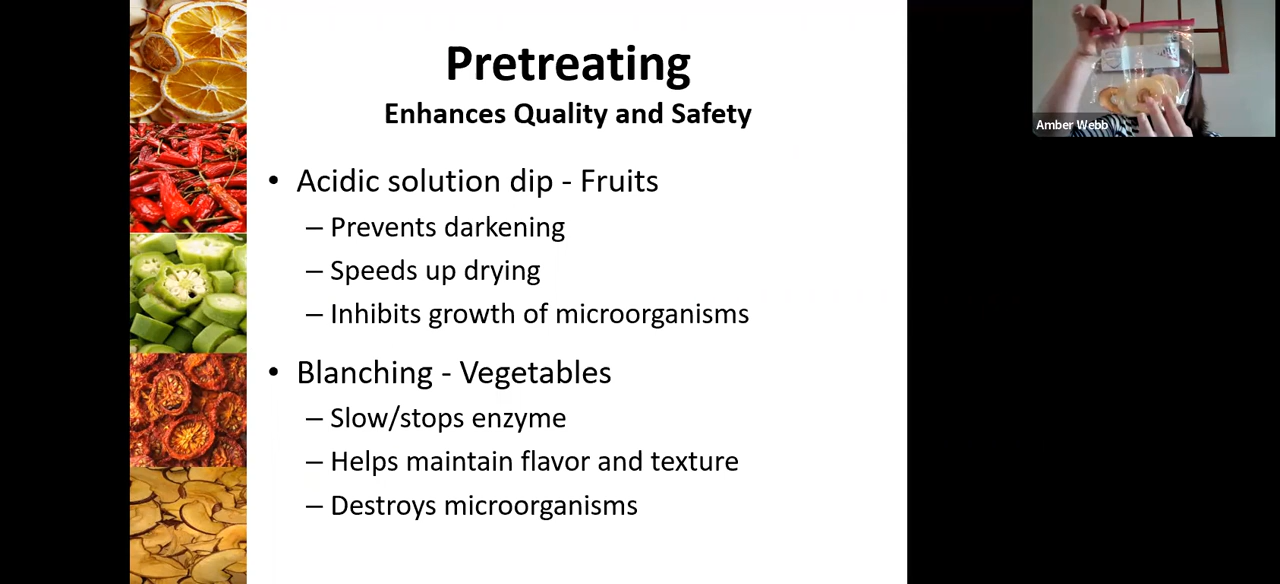 Pretreating
Enhances Quality and Safety
• Acidic solution dip - Fruits
– Prevents darkening
– Speeds up drying
– Inhibits growth of microorganisms
• Blanching - Vegetables
– Slow/stops enzyme
– Helps maintain flavor and texture
– Destroys microorganisms
Amber Webb